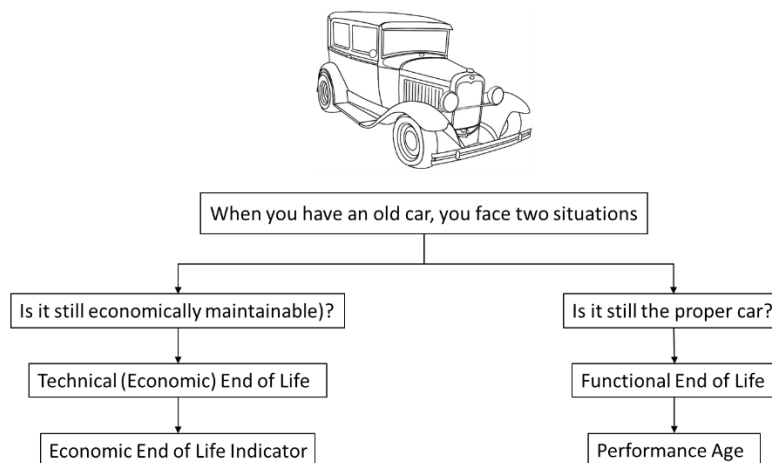 When you have an old car, you face two situations
Is it still economically maintainable)?
Is it still the proper car?
Technical (Economic) End of Life
Functional End of Life
Economic End of Life Indicator
Performance Age